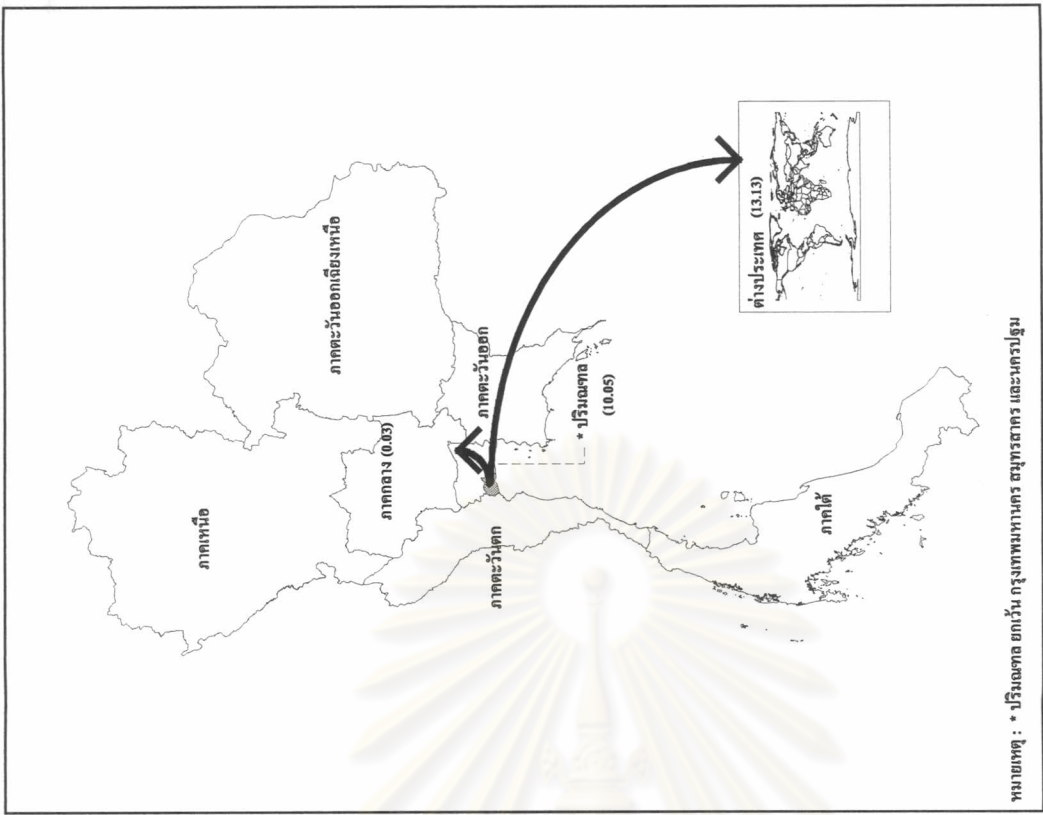 ภาคเหนือ
ภาคตะวันออกเฉียงเหนือ
ภาคกลาง (0.03)
ภาคตะวันตก
ภาคตะวันออก
* ปริมณฑล
(10.05)
ต่างประเทศ (13.13)
ภาคใต้
หมายเหตุ : * ปริมณฑล ยกเว้น กรุงเทพมหานคร สมุทรสาคร และนครปฐม